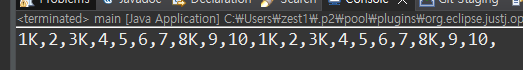 Problems Javadoc Declaration Search Console Git Staging
<terminated> main [Java Application] C:₩Users₩zest1₩.p2₩pool₩plugins₩org.eclipse.justj.op
1K,2,3K,4,5,6,7,8K,9,10,1K,2,3K,4,5,6,7,8K,9,10,